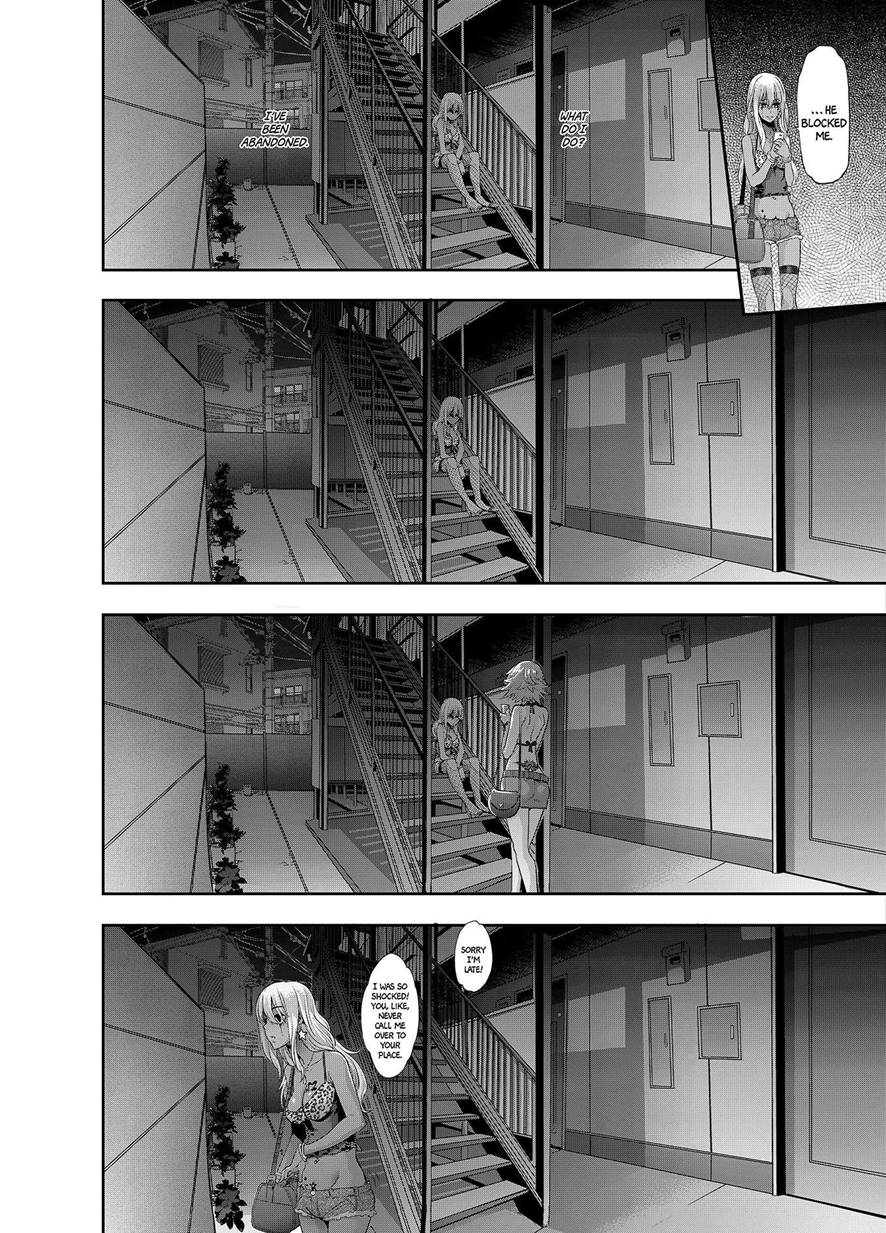 ...HE
BLOCKED
ME.
WHAT
DO I
DO?
I'VE
BEEN
ABANDONED.
SORRY
I'M
LATE!
I WAS SO
SHOCKED!
YOU, LIKE,
NEVER
CALL ME
OVER TO
YOUR
PLACE.